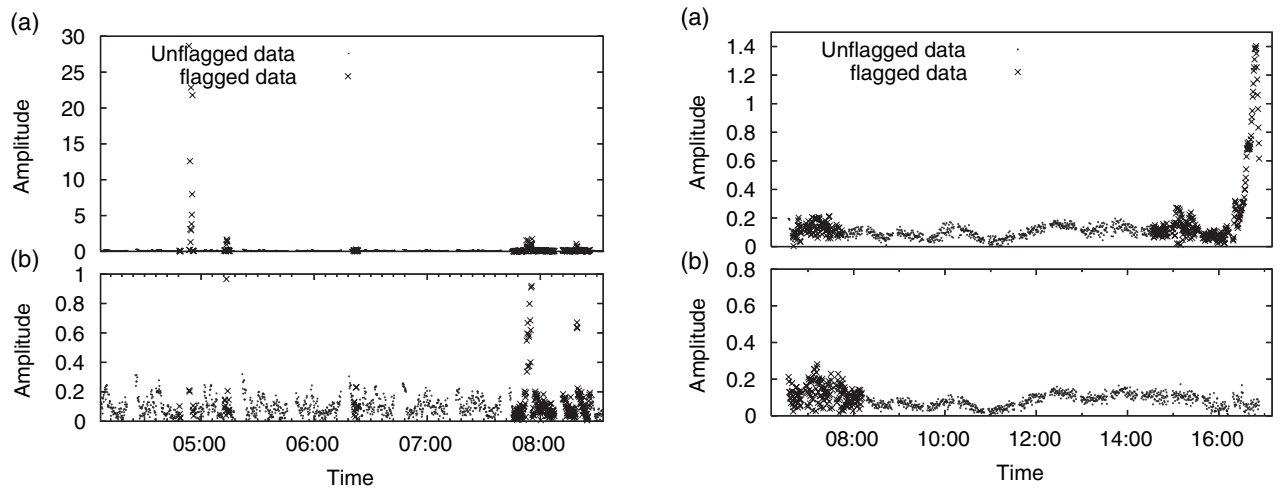 (a)
30
25
20
15
10
5
0
Amplitude
Unflagged data
flagged data
(b)
1
0.8
0.6
0.4
0.2
0
Amplitude
05:00 06:00 07:00 08:00
Time
(a)
1.4
1.2
1
0.8
0.6
0.4
0.2
0
Amplitude
Unflagged data
flagged data
(b)
0.8
0.6
0.4
0.2
0
Amplitude
08:00 10:00 12:00 14:00 16:00
Time